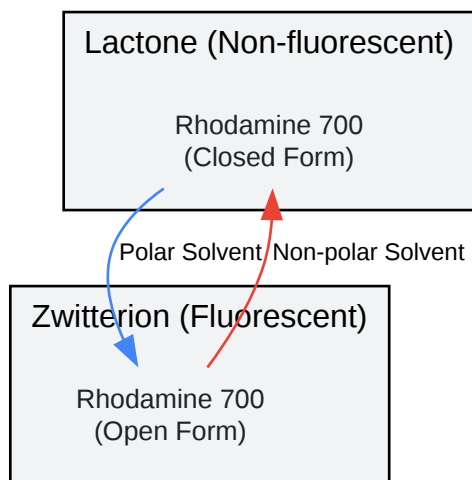 Lactone (Non-fluorescent)
Rhodamine 700
(Closed Form)
Polar Solvent
Non-polar Solvent
Zwitterion (Fluorescent)
Rhodamine 700
(Open Form)